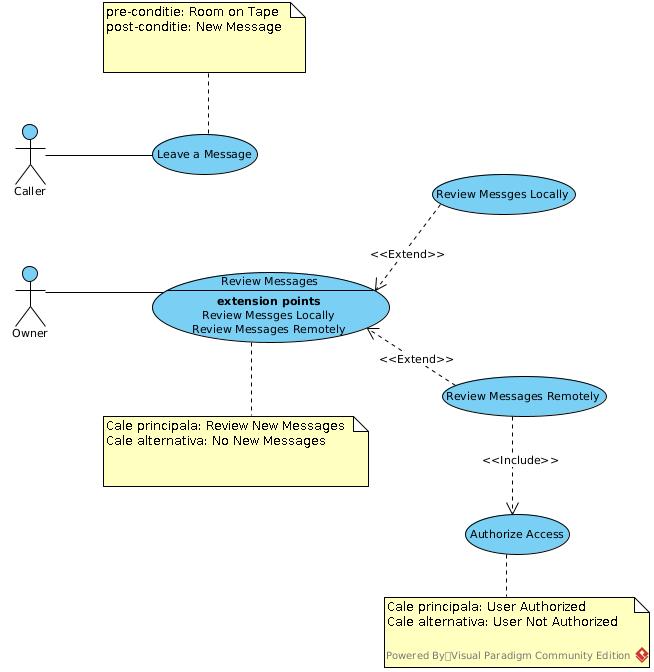 pre-conditie: Room on Tape
post-conditie: New Message
Leave a Message
Caller
Review Messges Locally
<<Extend>>
Review Messages
extension points
Review Messges Locally
Review Messages Remotely
Owner
<<Extend>>
Review Messages Remotely
Cale principala: Review New Messages
Cale alternativa: No New Messages
<<Include>>
Authorize Access
Cale principala: User Authorized
Cale alternativa: User Not Authorized
Powered By Visual Paradigm Community Edition